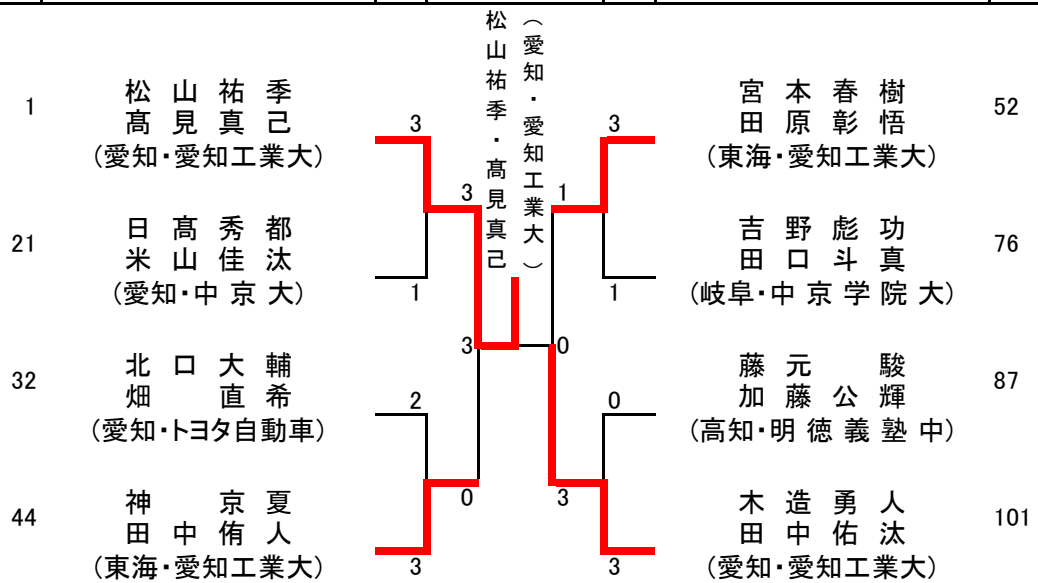 松山祐季・髙見真己
（愛知・愛知工業大）
1
松山祐季
髙見真己
(愛知・愛知工業大)
3
21
日髙秀都
米山佳汰
(愛知・中京大)
1
3
32
北口大輔
畑直希
(愛知・トヨタ自動車)
2
44
神京夏
田中侑人
(東海・愛知工業大)
3
0
3
0
52
宮本春樹
田原彰悟
(東海・愛知工業大)
3
1
76
吉野彪功
田口斗真
(岐阜・中京学院大)
1
87
藤元駿
加藤公輝
(高知・明徳義塾中)
0
101
木造勇人
田中佑汰
(愛知・愛知工業大)
3
3